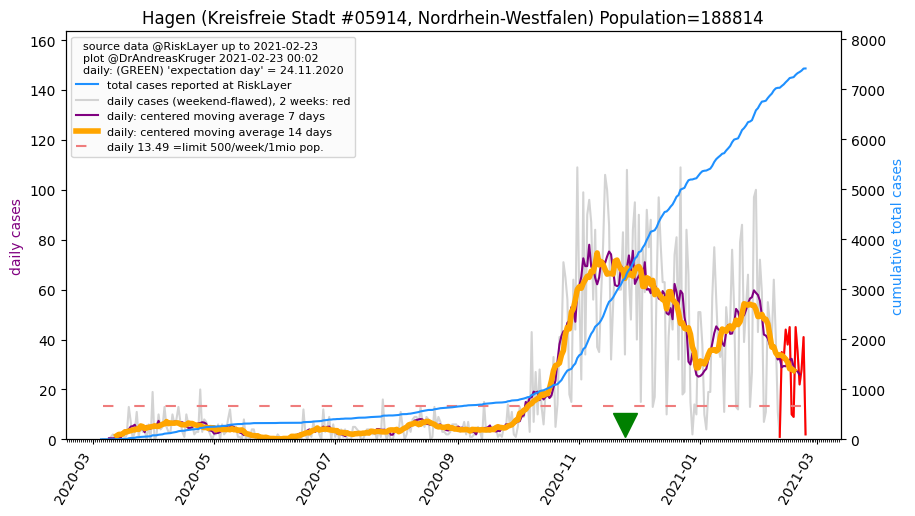 Hagen (Kreisfreie Stadt #05914, Nordrhein-Westfalen) Population=188814
source data @RiskLayer up to 2021-02-23
plot @DrAndreasKruger 2021-02-23 00:02
daily: (GREEN) 'expectation day' = 24.11.2020
total cases reported at RiskLayer
daily cases (weekend-flawed), 2 weeks: red
daily: centered moving average 7 days
daily: centered moving average 14 days
daily 13.49 =limit 500/week/1mio pop.
daily cases
160
140
120
100
80
60
40
20
0
8000
7000
6000
5000
4000
3000
2000
1000
0
cumulative total cases
2020-03
2020-05
2020-07
2020-09
2020-11
2021-01
2021-03